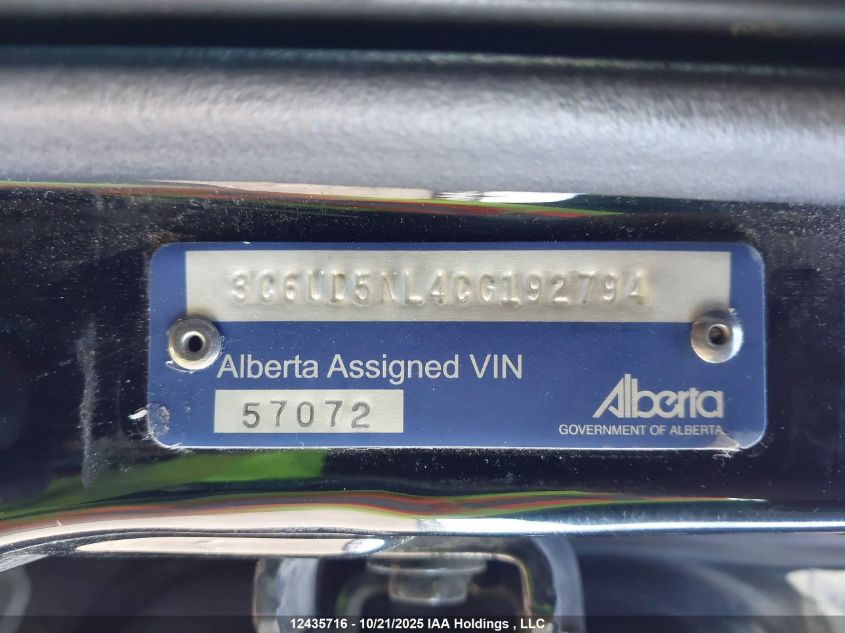 3C6UD5NL4CG192794
Alberta Assigned VIN
57072
Alberta
GOVERNMENT OF ALBERTA
12435716 - 10/21/2025 IAA Holdings , LLC